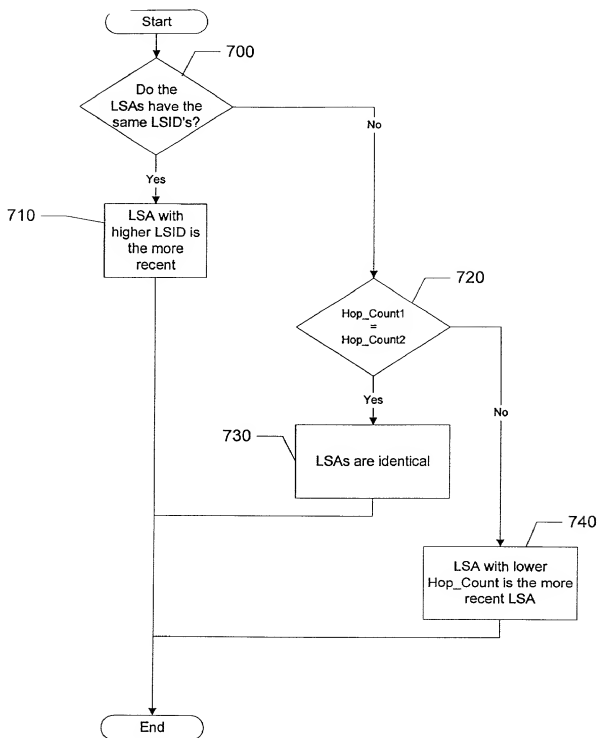 Start
700
Do the
LSAs have the
same LSID's?
No
Yes
710
LSA with
higher LSID is
the more
recent
720
Hop_Count1
=
Hop_Count2
Yes
No
730
LSAs are identical
740
LSA with lower
Hop_Count is the more
recent LSA
End